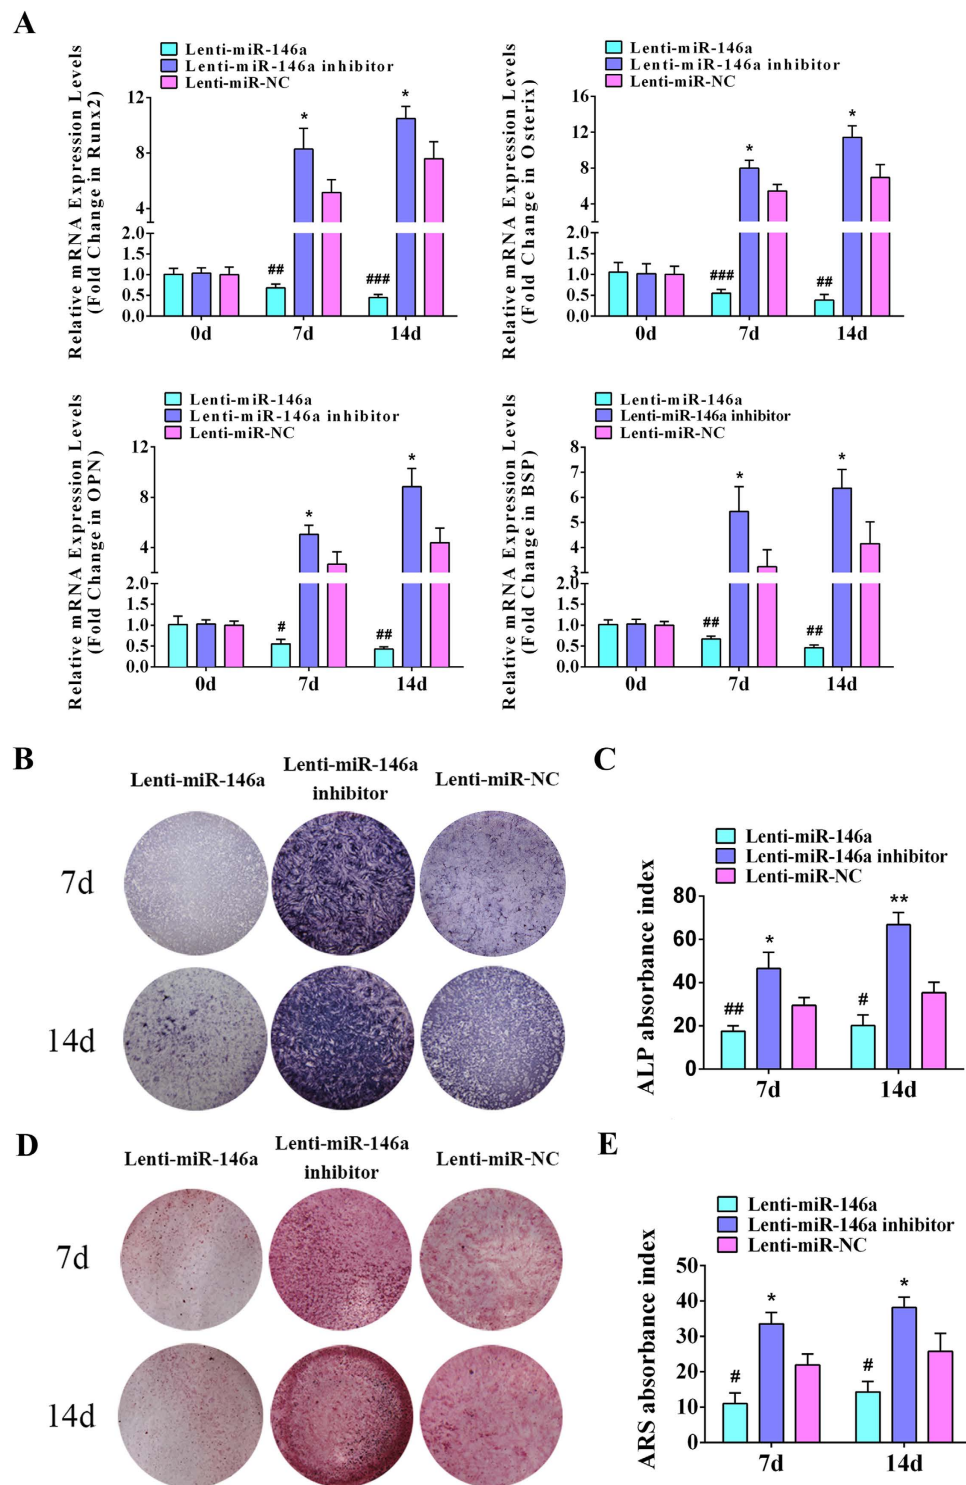 A
Lenti-miR-146a
Lenti-miR-146a inhibitor
Lenti-miR-NC
Relative mRNA Expression Levels
(Fold Change in Runx2)
12
8
4
2.0
1.5
1.0
0.5
0.0
## * ### *
0d 7d 14d
Lenti-miR-146a
Lenti-miR-146a inhibitor
Lenti-miR-NC
Relative mRNA Expression Levels
(Fold Change in Osterix)
16
12
8
4
2.0
1.5
1.0
0.5
0.0
### * ## *
0d 7d 14d
Lenti-miR-146a
Lenti-miR-146a inhibitor
Lenti-miR-NC
Relative mRNA Expression Levels
(Fold Change in OPN)
12
8
4
2.0
1.5
1.0
0.5
0.0
# * ## *
0d 7d 14d
Lenti-miR-146a
Lenti-miR-146a inhibitor
Lenti-miR-NC
Relative mRNA Expression Levels
(Fold Change in BSP)
8
7
6
5
4
3
2.0
1.5
1.0
0.5
0.0
## * ## *
0d 7d 14d
B
Lenti-miR-146a
Lenti-miR-146a
inhibitor
Lenti-miR-NC
7d
14d
C
Lenti-miR-146a
Lenti-miR-146a inhibitor
Lenti-miR-NC
ALP absorbance index
80
60
40
20
0
## * # **
7d 14d
D
Lenti-miR-146a
Lenti-miR-146a
inhibitor
Lenti-miR-NC
7d
14d
E
Lenti-miR-146a
Lenti-miR-146a inhibitor
Lenti-miR-NC
ARS absorbance index
50
40
30
20
10
0
# * # *
7d 14d